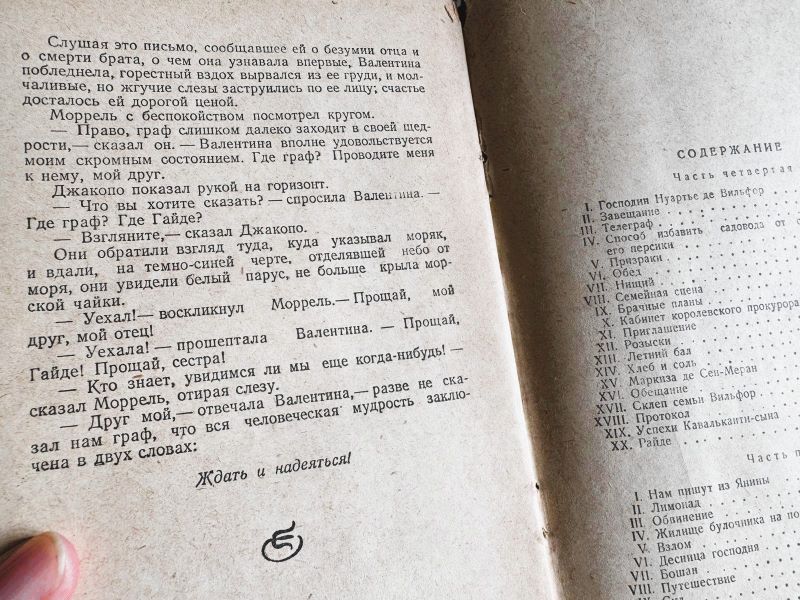 Слушая это письмо, сообщавшее ей о безумии отца и
о смерти брата, о чем она узнавала впервые, Валентина
побледнела, горестный вздох вырвался из ее груди, и мол-
чаливые, но жгучие слезы заструились по ее лицу; счастье
досталось ей дорогой ценой.
Моррель с беспокойством посмотрел кругом.
— Право, граф слишком далеко заходит в своей щед-
рости,— сказал он. — Валентина вполне удовольствуется
моим скромным состоянием. Где граф? Проводите меня
к нему, мой друг.
Джакопо показал рукой на горизонт.
— Что вы хотите сказать? — спросила Валентина. —
Где граф? Где Гайде?
— Взгляните,— сказал Джакопо.
Они обратили взгляд туда, куда указывал моряк,
и вдали, на темно-синей черте, отделявшей небо от
моря, они увидели белый парус, не больше крыла мор-
ской чайки.
— Уехал!— воскликнул Моррель.— Прощай, мой
друг, мой отец!
— Уехала! — прошептала Валентина. — Прощай,
Гайде! Прощай, сестра!
— Кто знает, увидимся ли мы еще когда-нибудь! —
сказал Моррель, отирая слезу.
— Друг мой,— отвечала Валентина,— разве не ска-
зал нам граф, что вся человеческая мудрость заклю-
чена в двух словах:
Ждать и надеяться!
СОДЕРЖАНИЕ
Часть четвертая
I. Господин Нуартье де Вильфор
II. Завещание
III. Телеграф
IV. Способ избавить садовода от
его персики
V. Призраки
VI. Обед
VII. Нищий
VIII. Семейная сцена
IX. Брачные планы
X. Кабинет королевского прокурора
XI. Приглашение
XII. Розыски
XIII. Летний бал
XIV. Хлеб и соль
XV. Маркиза де Сен-Меран
XVI. Обещание
XVII. Склеп семьи Вильфор
XVIII. Протокол
XIX. Успехи Кавальканти-сына
XX. Гайде
Часть
I. Нам пишут из Янины
II. Лимонад
III. Обвинение
IV. Жилище булочника на
V. Взлом
VI. Десница господня
VII. Бошан
VIII. Путешествие